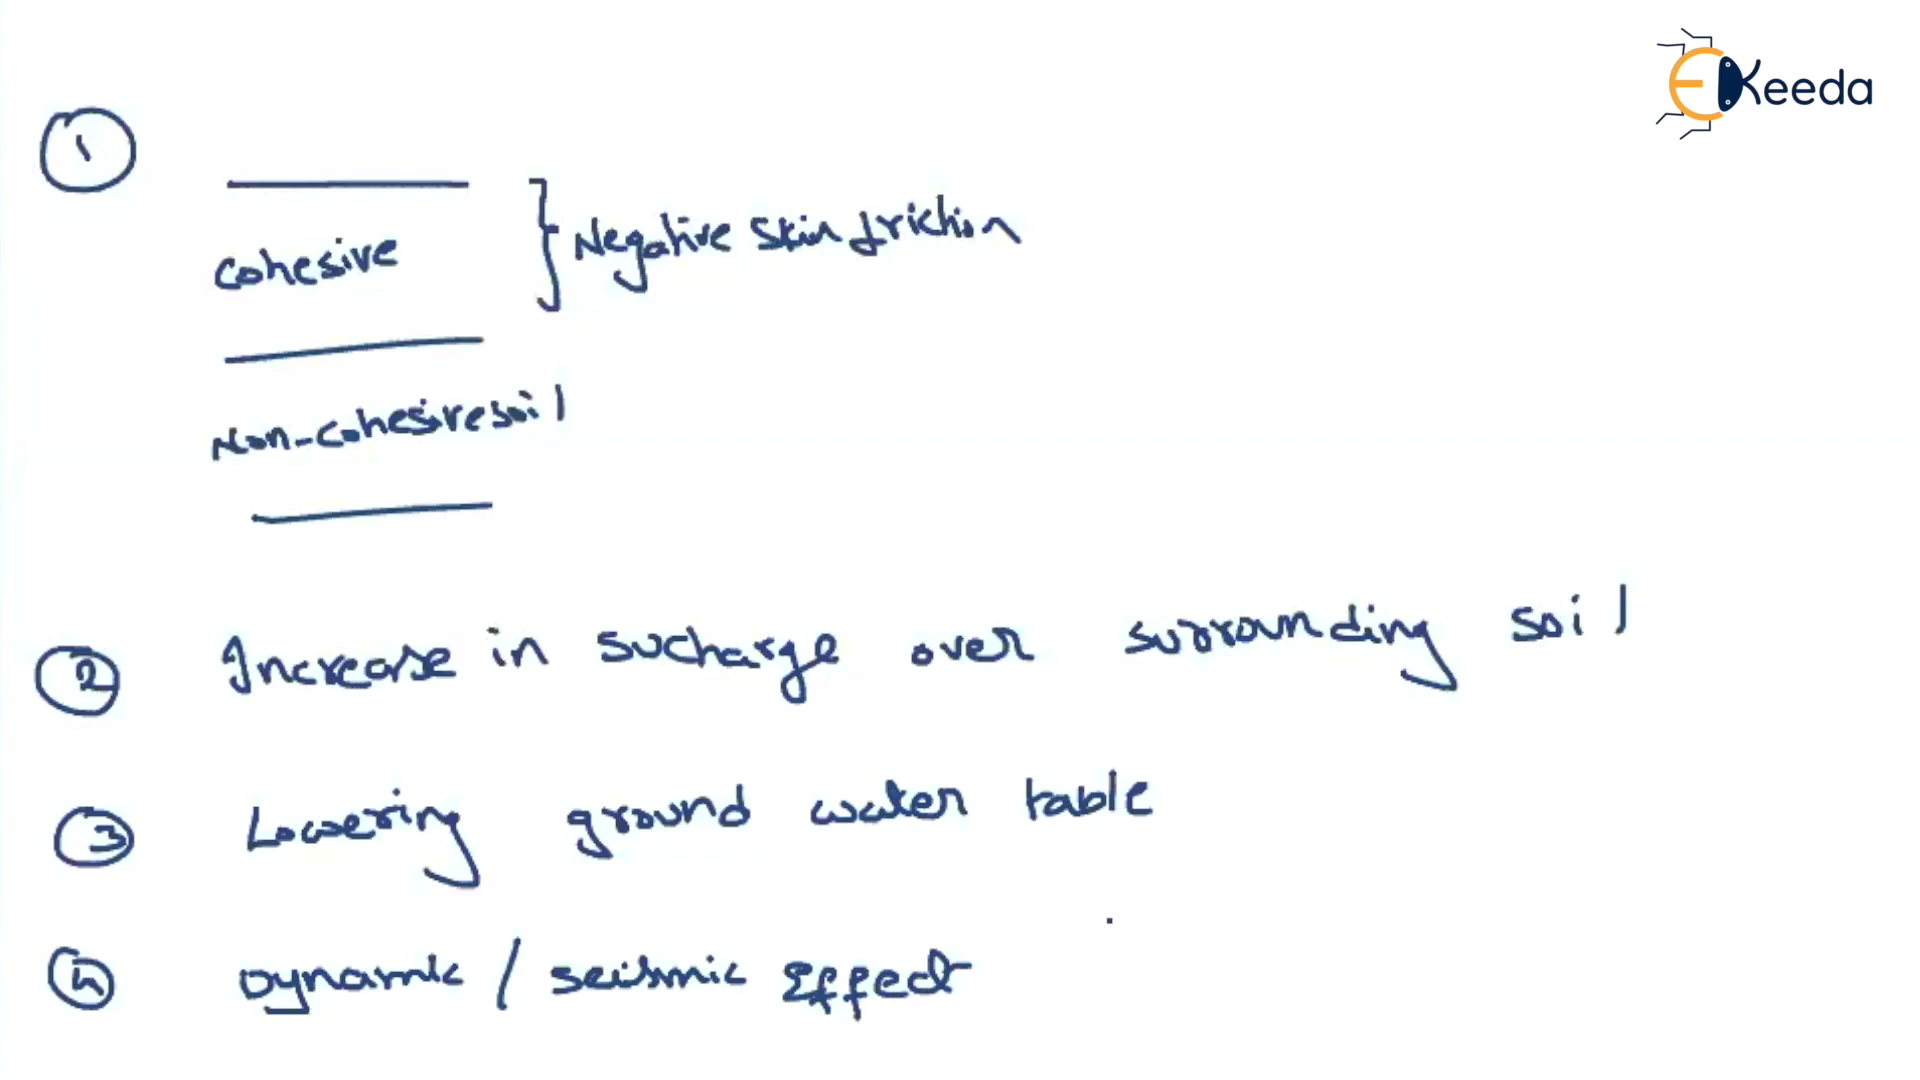 EKeeda
1
cohesive
Negative skin friction
Non-cohesive soil
2 Increase in sucharge over surrounding soil
3 Lowering ground water table
4 Dynamic / seismic Effect